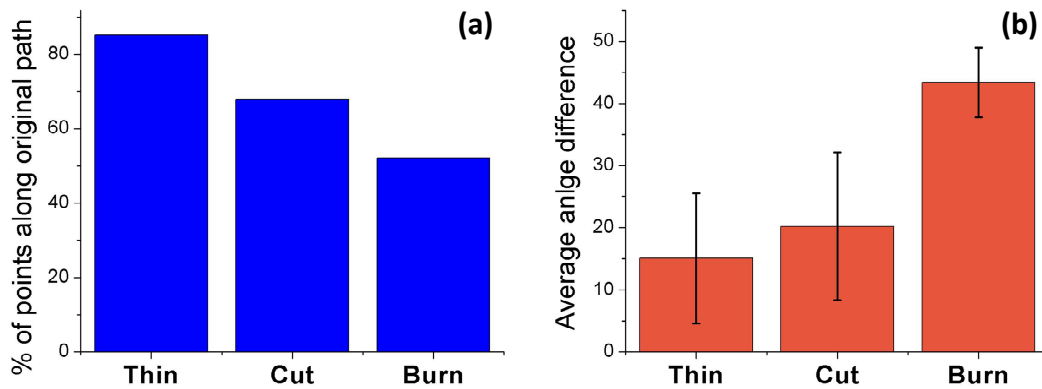 (a)
% of points along original path
80
60
40
20
0
Thin Cut Burn
(b)
Average anlge difference
50
40
30
20
10
0
Thin Cut Burn